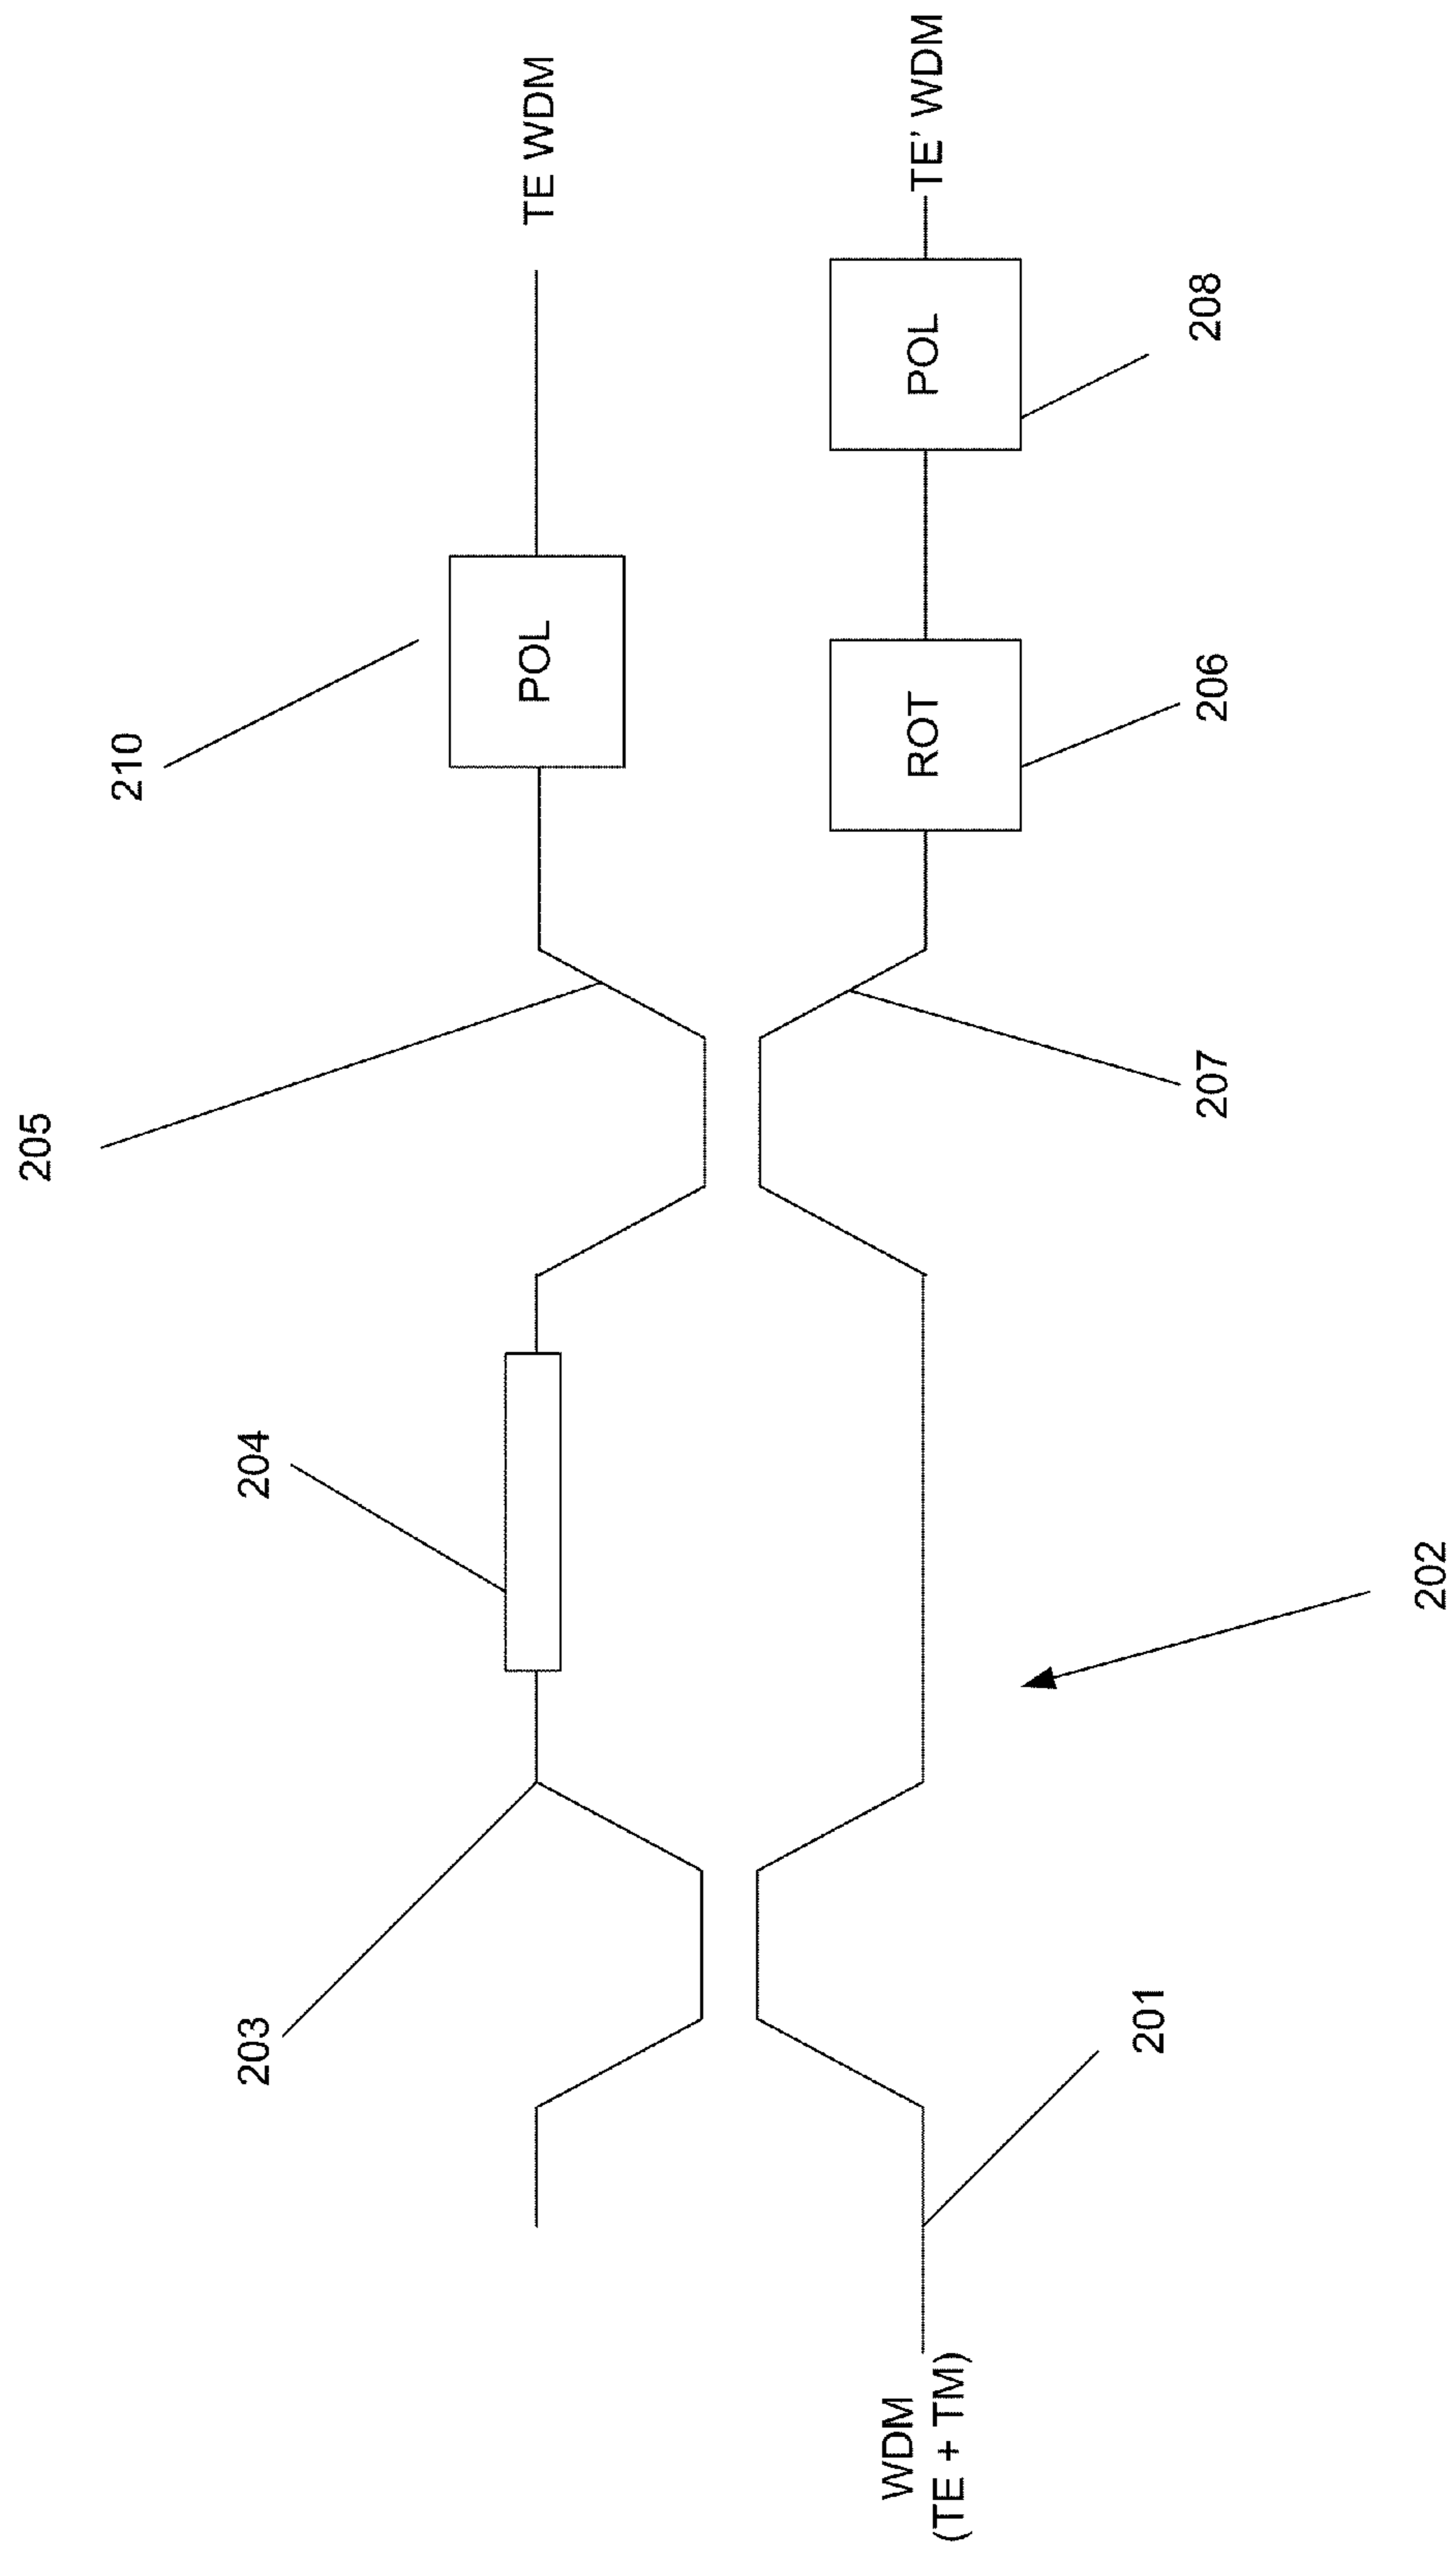 205
210
203
204
TE WDM
POL
WDM
(TE + TM)
ROT
POL
TE' WDM
201
207
206
208
202